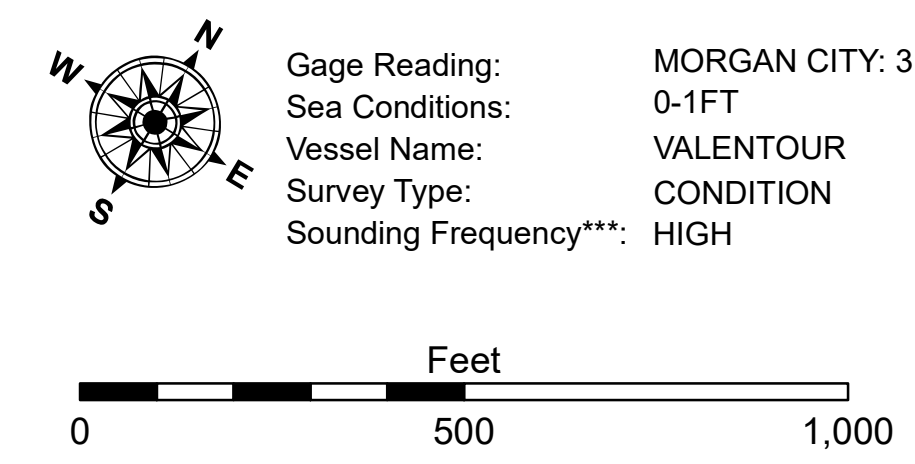 N
W
E
S
Gage Reading: MORGAN CITY: 3
Sea Conditions: 0-1FT
Vessel Name: VALENTOUR
Survey Type: CONDITION
Sounding Frequency***: HIGH
Feet
0 500 1,000